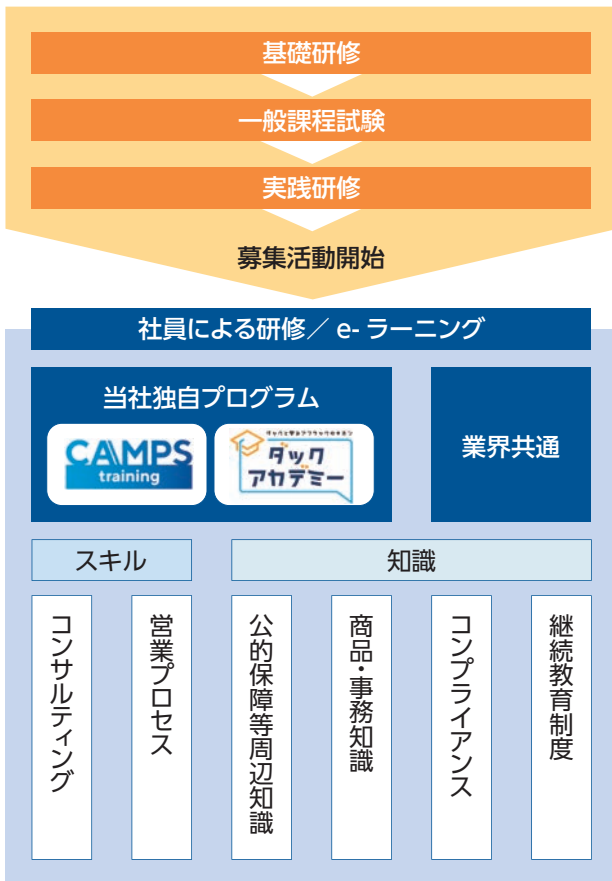 基礎研修
一般課程試験
実践研修
募集活動開始
社員による研修／ e- ラーニング
当社独自プログラム
CAMPS
training
ダック
アカデミー
業界共通
スキル
知識
コンサルティング
営業プロセス
公的保障等周辺知識
商品・事務知識
コンプライアンス
継続教育制度